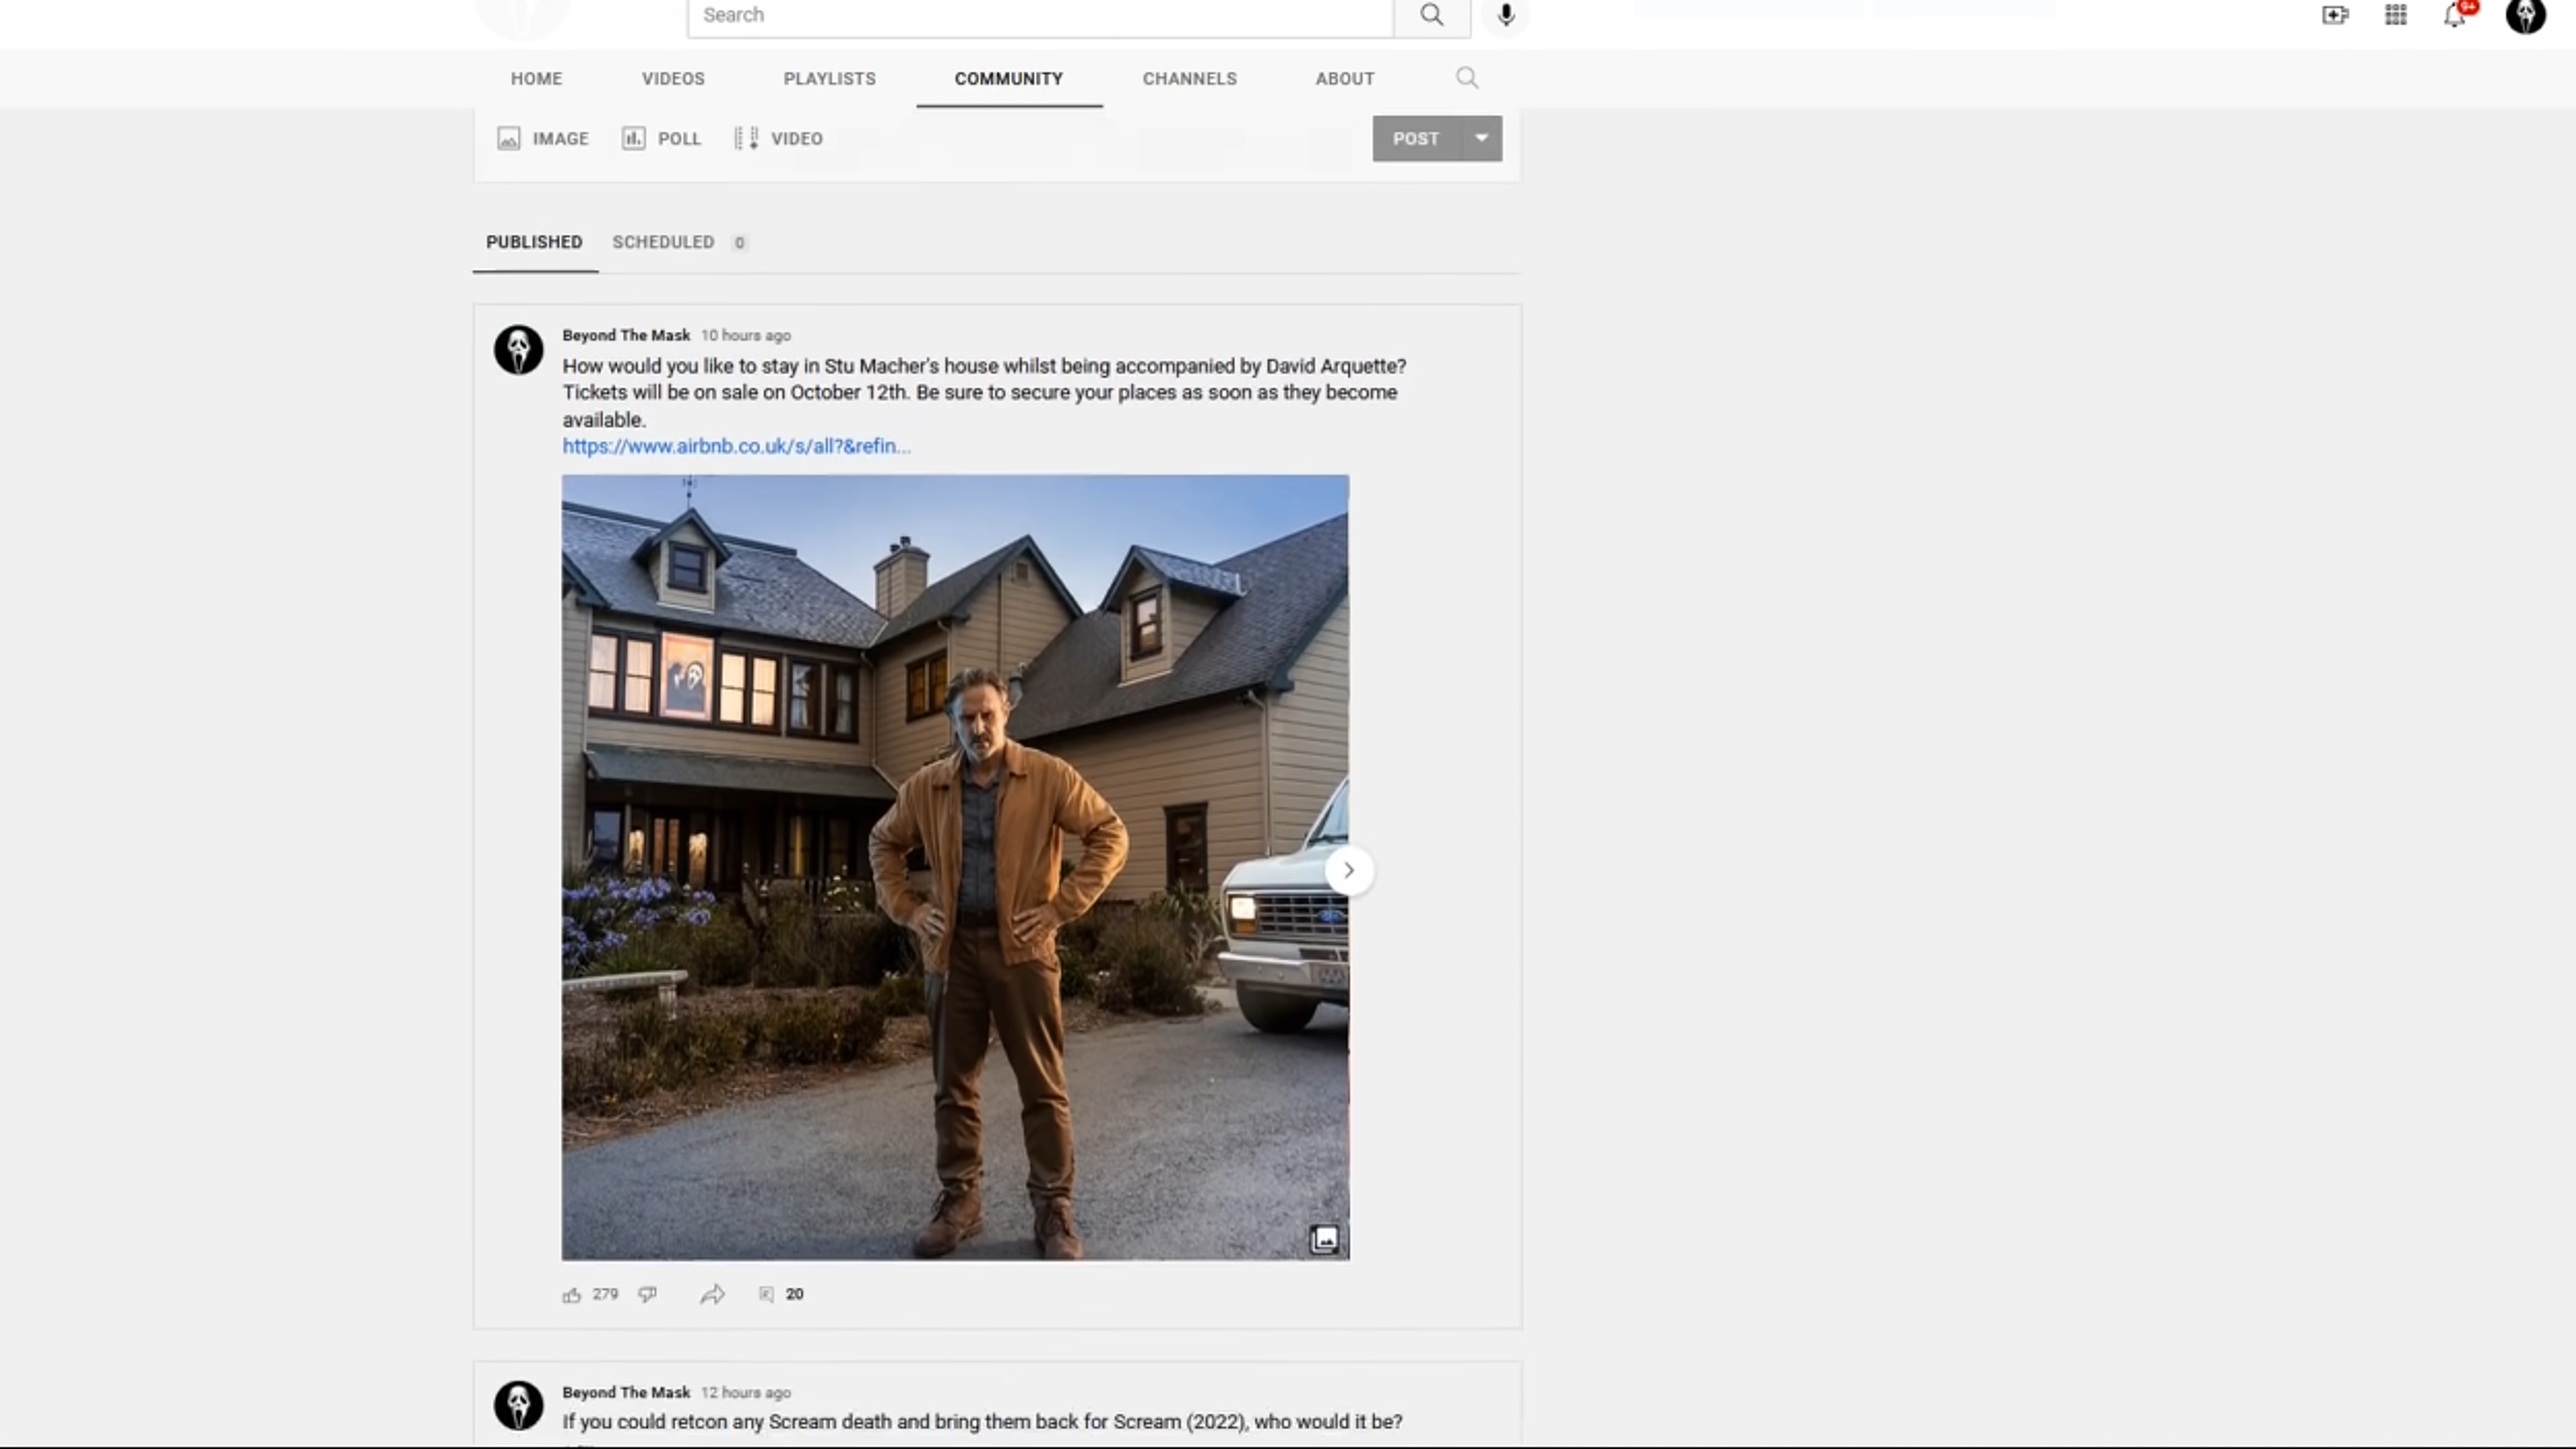 Search
9+
HOME VIDEOS PLAYLISTS COMMUNITY CHANNELS ABOUT
IMAGE POLL VIDEO POST
PUBLISHED SCHEDULED 0
Beyond The Mask 10 hours ago
How would you like to stay in Stu Macher's house whilst being accompanied by David Arquette?
Tickets will be on sale on October 12th. Be sure to secure your places as soon as they become
available.
https://www.airbnb.co.uk/s/all?&refin...
279 20
Beyond The Mask 12 hours ago
If you could retcon any Scream death and bring them back for Scream (2022), who would it be?